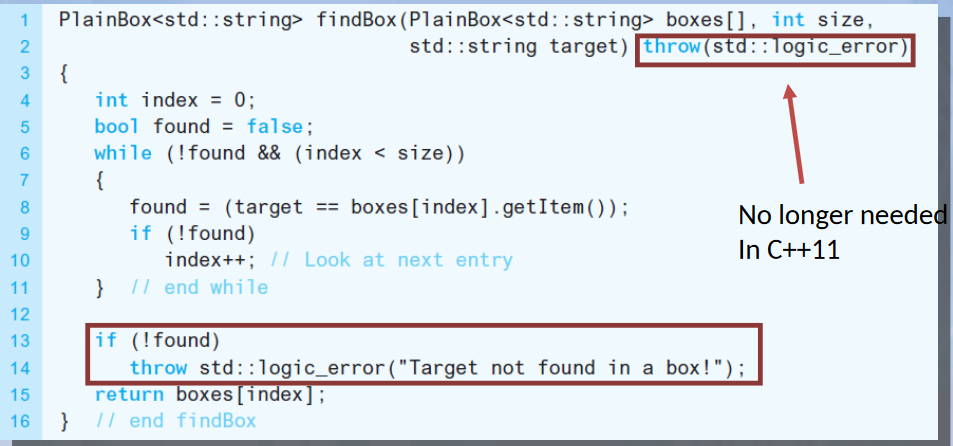 1 PlainBox<std::string> findBox(PlainBox<std::string> boxes[], int size,
2 std::string target) throw(std::logic_error)
3 {
4 int index = 0;
5 bool found = false;
6 while (!found && (index < size))
7 {
8 found = (target == boxes[index].getItem());
9 if (!found)
10 index++; // Look at next entry
11 } // end while
12
13 if (!found)
14 throw std::logic_error("Target not found in a box!");
15 return boxes[index];
16 } // end findBox
No longer needed
In C++11